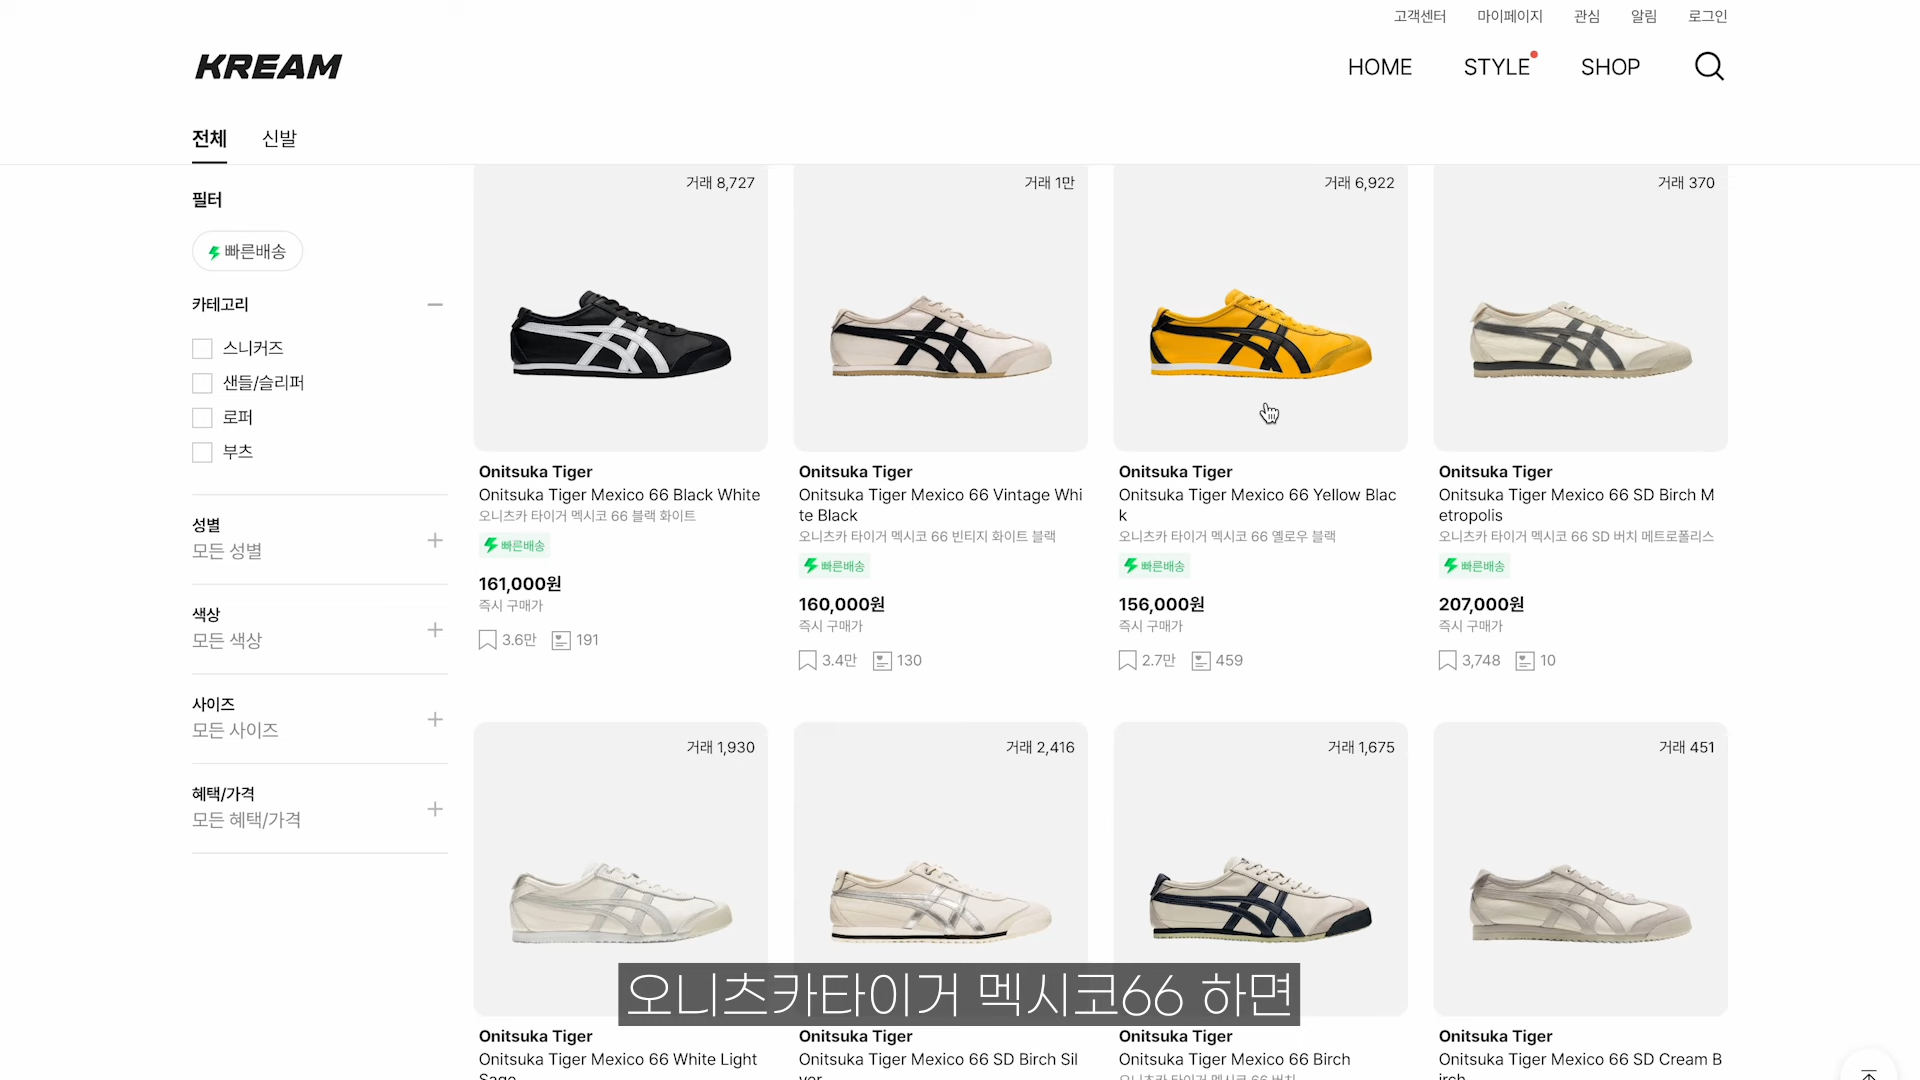 고객센터 마이페이지 관심 알림 로그인
KREAM
HOME STYLE SHOP
전체 신발
필터
빠른배송
카테고리
스니커즈
샌들/슬리퍼
로퍼
부츠
성별
모든 성별
색상
모든 색상
사이즈
모든 사이즈
혜택/가격
모든 혜택/가격
거래 8,727
Onitsuka Tiger
Onitsuka Tiger Mexico 66 Black White
오니츠카 타이거 멕시코 66 블랙 화이트
빠른배송
161,000원
즉시 구매가
3.6만 191
거래 1만
Onitsuka Tiger
Onitsuka Tiger Mexico 66 Vintage Whi
te Black
오니츠카 타이거 멕시코 66 빈티지 화이트 블랙
빠른배송
160,000원
즉시 구매가
3.4만 130
거래 6,922
Onitsuka Tiger
Onitsuka Tiger Mexico 66 Yellow Blac
k
오니츠카 타이거 멕시코 66 옐로우 블랙
빠른배송
156,000원
즉시 구매가
2.7만 459
거래 370
Onitsuka Tiger
Onitsuka Tiger Mexico 66 SD Birch M
etropolis
오니츠카 타이거 멕시코 66 SD 버치 메트로폴리스
빠른배송
207,000원
즉시 구매가
3,748 10
거래 1,930
Onitsuka Tiger
Onitsuka Tiger Mexico 66 White Light
Sage
거래 2,416
Onitsuka Tiger
Onitsuka Tiger Mexico 66 SD Birch Sil
ver
거래 1,675
Onitsuka Tiger
Onitsuka Tiger Mexico 66 Birch
오니츠카 타이거 멕시코 66 버치
거래 451
Onitsuka Tiger
Onitsuka Tiger Mexico 66 SD Cream B
irch
오니츠카타이거 멕시코66 하면